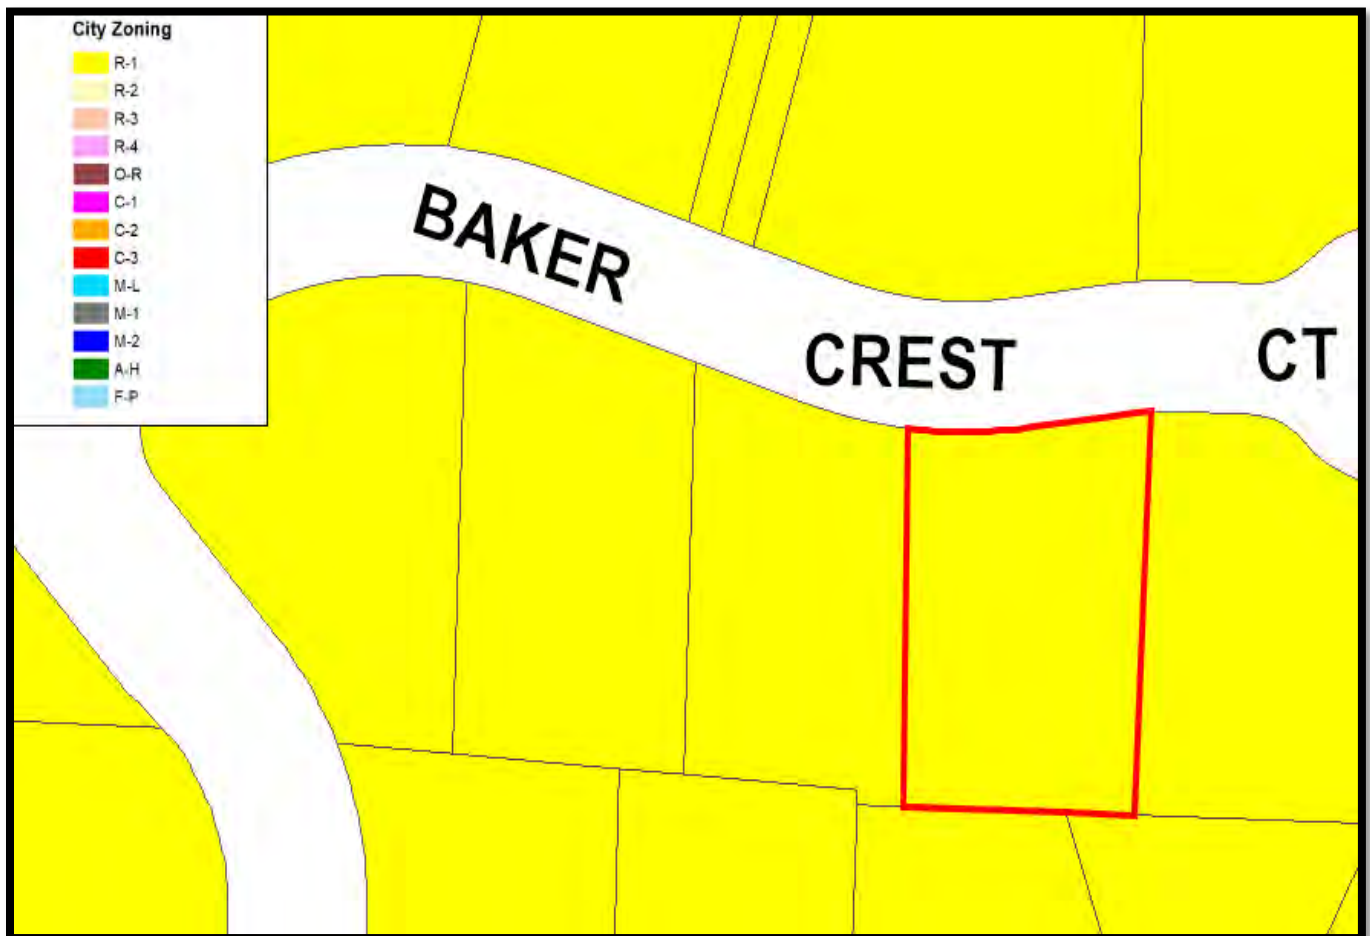 City Zoning
R-1
R-2
R-3
R-4
O-R
C-1
C-2
C-3
M-L
M-1
M-2
A-H
F-P
BAKER
CREST
CT